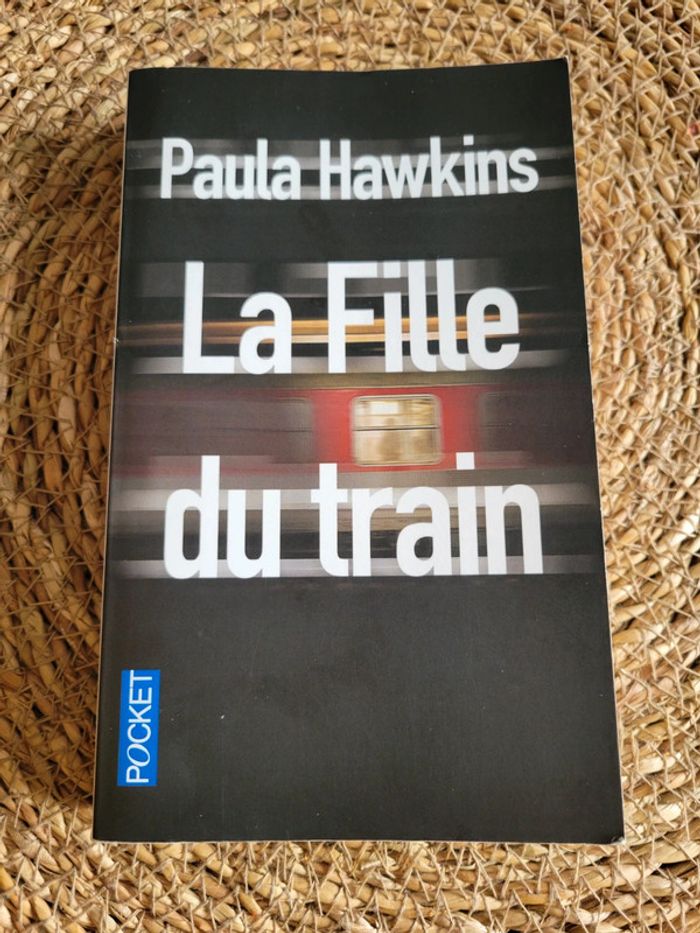 Paula Hawkins
La Fille
du train
POCKET